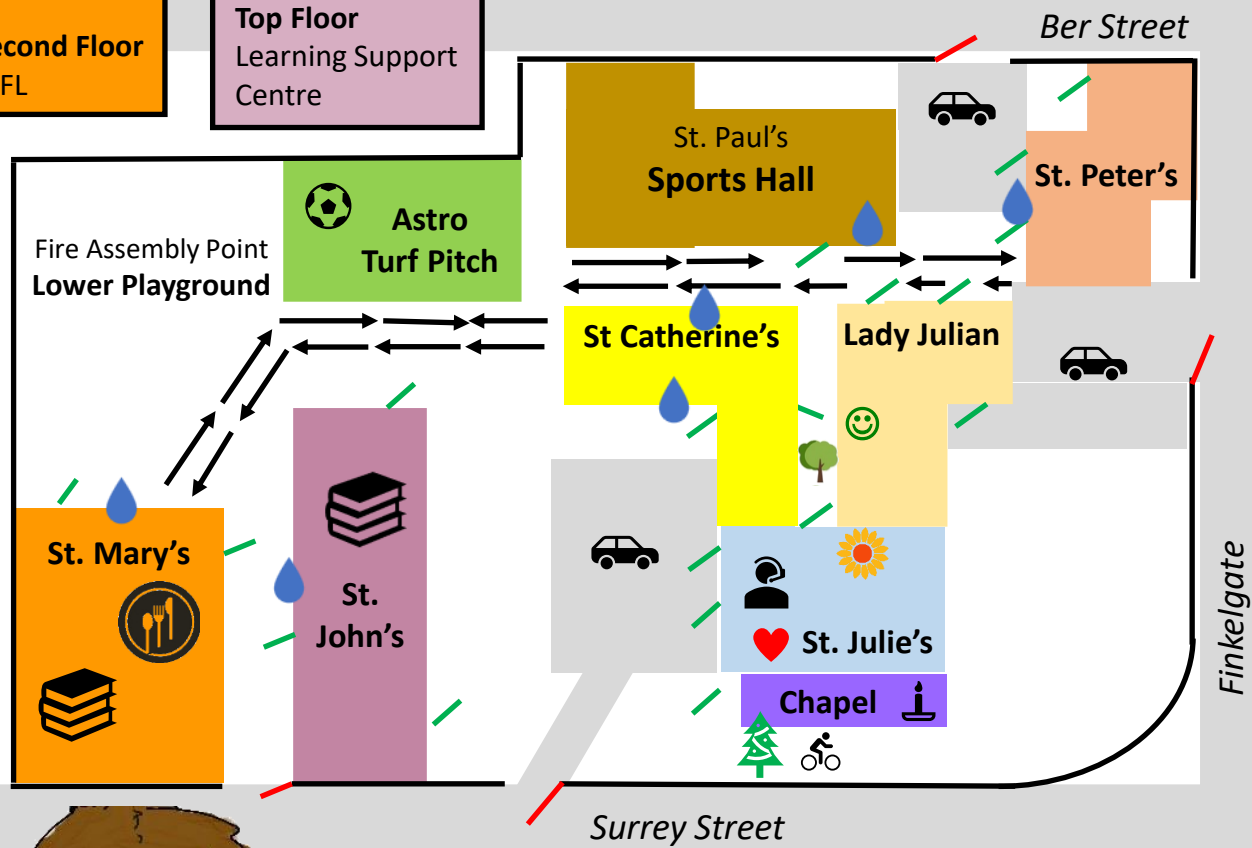 Second Floor
FL
Top Floor
Learning Support
Centre
Ber Street
St. Paul's
Sports Hall
St. Peter's
Astro
Turf Pitch
Fire Assembly Point
Lower Playground
St Catherine's
Lady Julian
St. Mary's
St.
John's
St. Julie's
Chapel
Finkelgate
Surrey Street